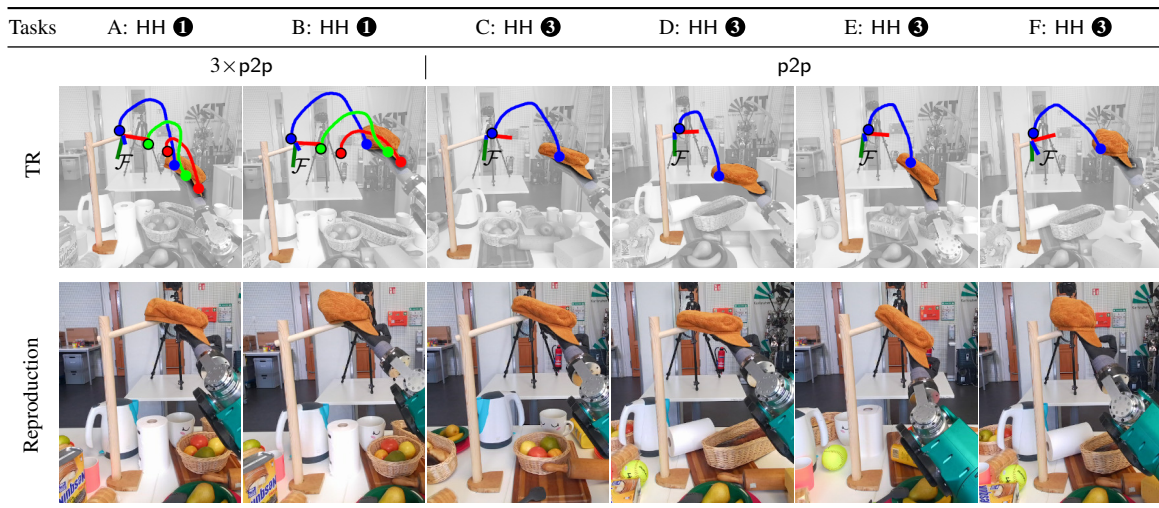 Tasks A: HH ❶ B: HH ❶ C: HH ❸ D: HH ❸ E: HH ❸ F: HH ❸
3×p2p p2p
TR
ℱ ℱ ℱ ℱ ℱ ℱ
Reproduction